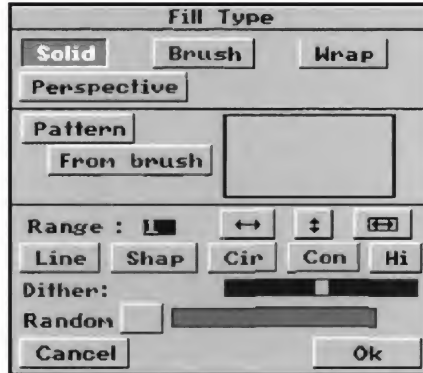 Fill Type
Solid Brush Wrap
Perspective
Pattern
From brush
Range : 1
Line Shap Cir Con Hi
Dither:
Random
Cancel Ok